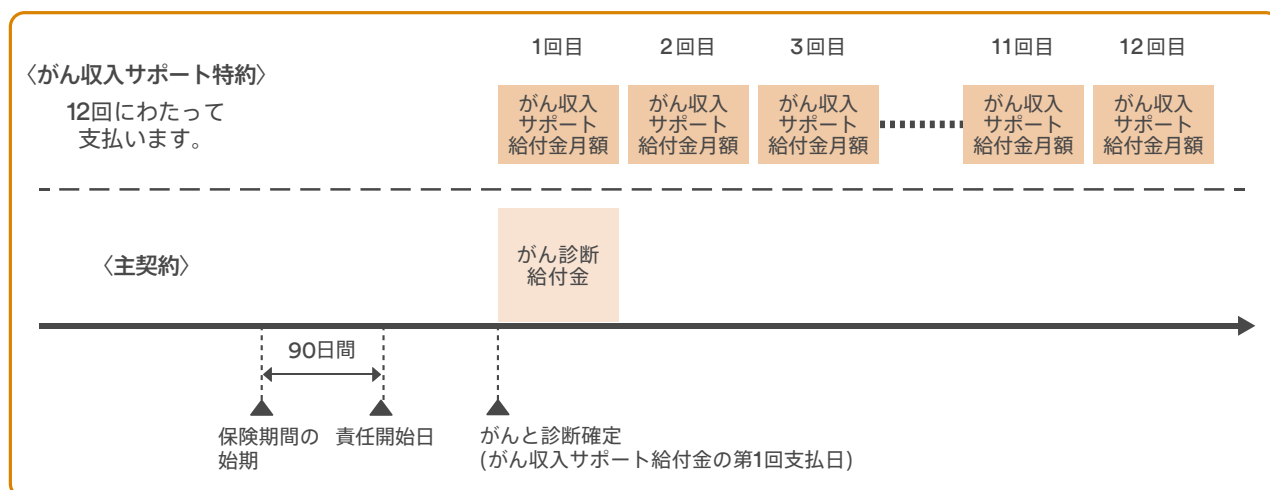 1回目 2回目 3回目 11回目 12回目
〈がん収入サポート特約〉
12回にわたって
支払います。
がん収入
サポート
給付金月額
がん収入
サポート
給付金月額
がん収入
サポート
給付金月額
がん収入
サポート
給付金月額
がん収入
サポート
給付金月額
〈主契約〉
がん診断
給付金
90日間
保険期間の
始期
責任開始日
がんと診断確定
(がん収入サポート給付金の第1回支払日)